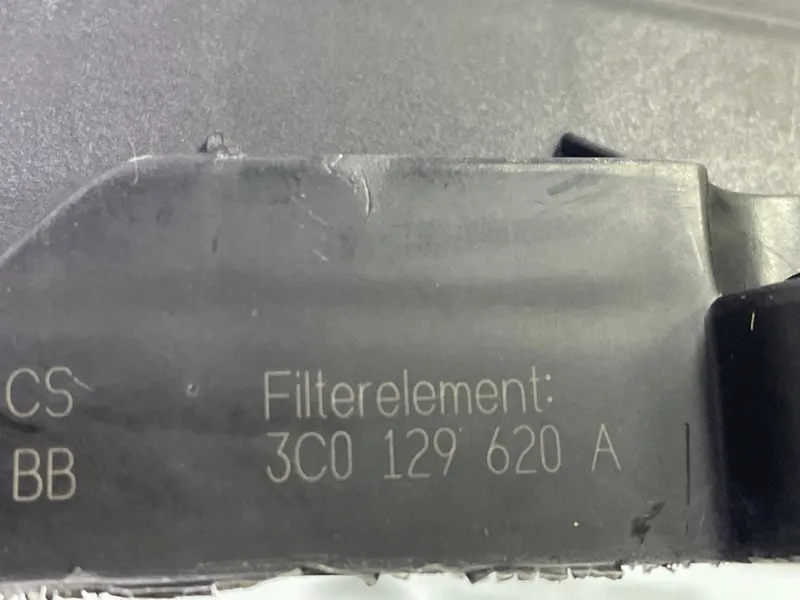 CS
BB
Filterelement:
3C0 129 620 A